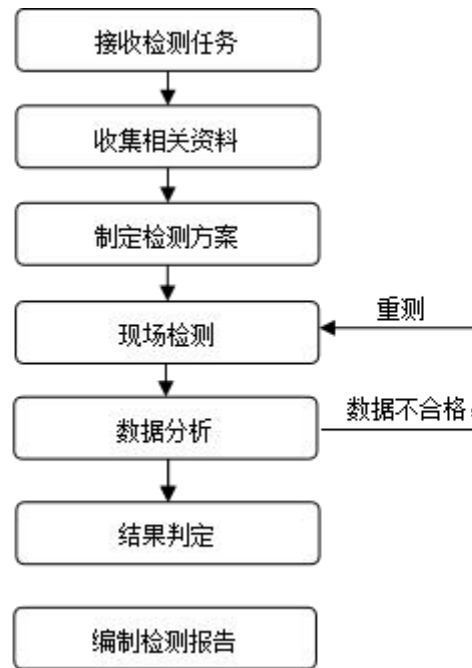 接收检测任务
收集相关资料
制定检测方案
现场检测
重测
数据分析
数据不合格
结果判定
编制检测报告